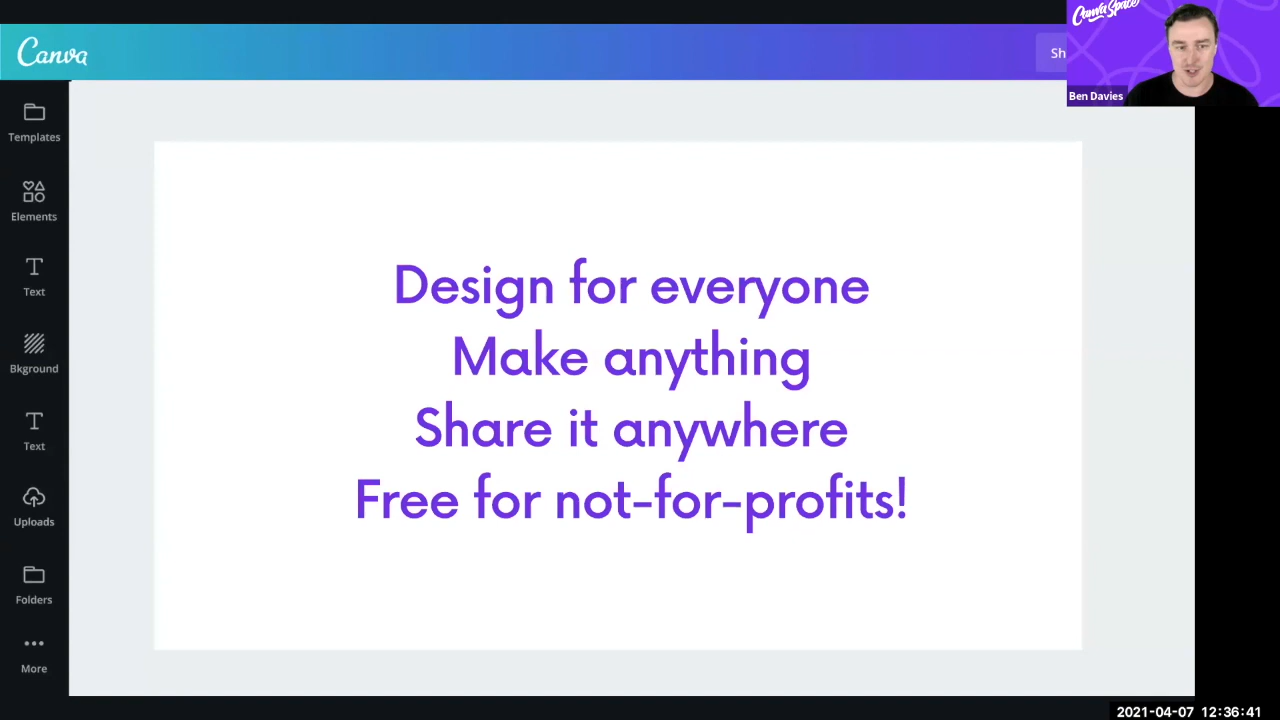 Canva
Sh
Canva Space
Ben Davies
Templates
Elements
Text
Bkground
Text
Uploads
Folders
More
Design for everyone
Make anything
Share it anywhere
Free for not-for-profits!
2021-04-07 12:36:41